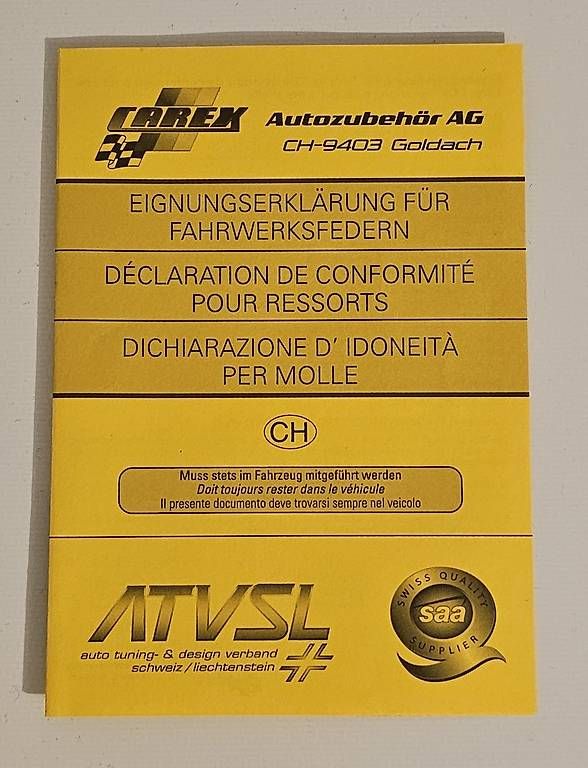 CAREX Autozubehör AG
CH-9403 Goldach
EIGNUNGSERKLÄRUNG FÜR
FAHRWERKSFEDERN
DÉCLARATION DE CONFORMITÉ
POUR RESSORTS
DICHIARAZIONE D' IDONEITÀ
PER MOLLE
CH
Muss stets im Fahrzeug mitgeführt werden
Doit toujours rester dans le véhicule
Il presente documento deve trovarsi sempre nel veicolo
ATVSL
auto tuning- & design verband
schweiz/liechtenstein
SWISS QUALITY
saa
SUPPLIER